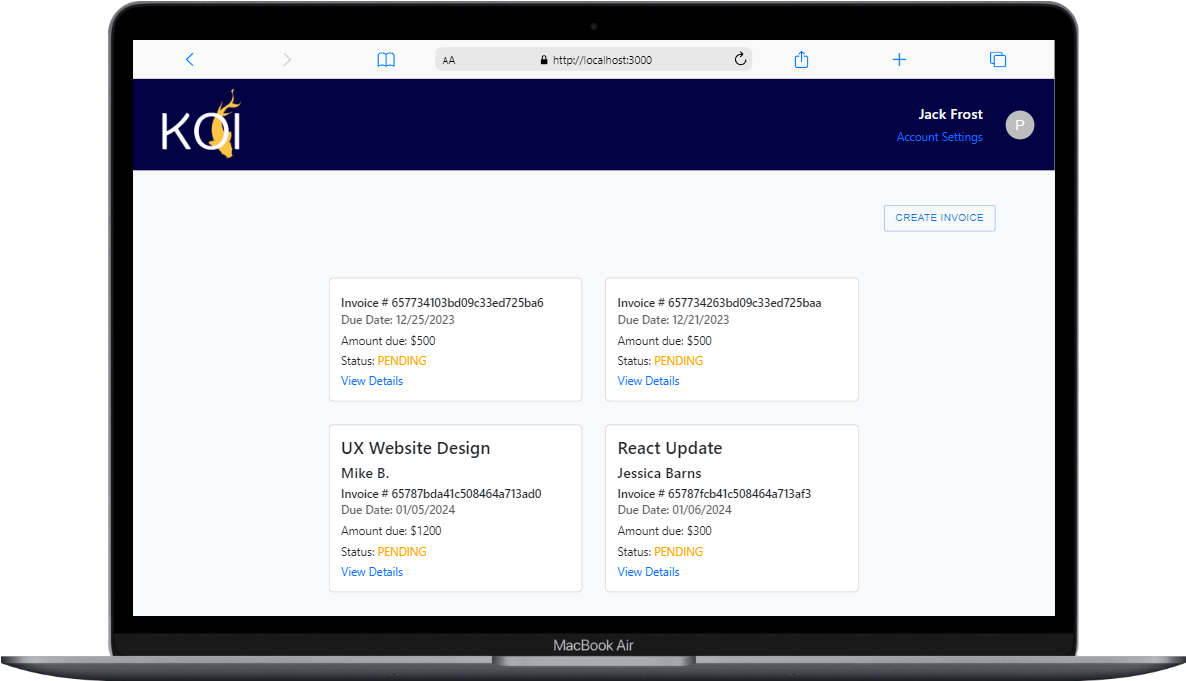 AA
http://localhost:3000
KOI
Jack Frost
Account Settings
P
CREATE INVOICE
Invoice # 657734103bd09c33ed725ba6
Due Date: 12/25/2023
Amount due: $500
Status: PENDING
View Details
Invoice # 657734263bd09c33ed725baa
Due Date: 12/21/2023
Amount due: $500
Status: PENDING
View Details
UX Website Design
Mike B.
Invoice # 65787bda41c508464a713ad0
Due Date: 01/05/2024
Amount due: $1200
Status: PENDING
View Details
React Update
Jessica Barns
Invoice # 65787fcb41c508464a713af3
Due Date: 01/06/2024
Amount due: $300
Status: PENDING
View Details
MacBook Air